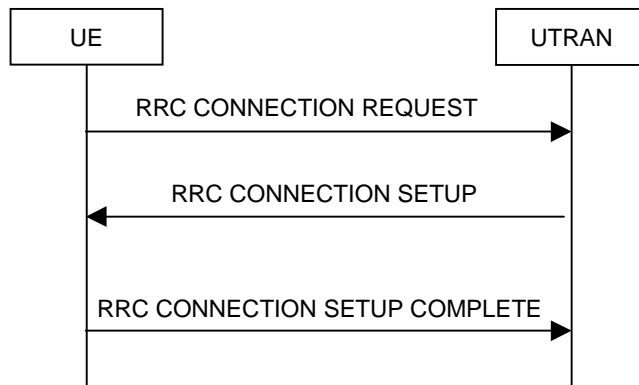 UE
UTRAN
RRC CONNECTION REQUEST
RRC CONNECTION SETUP
RRC CONNECTION SETUP COMPLETE